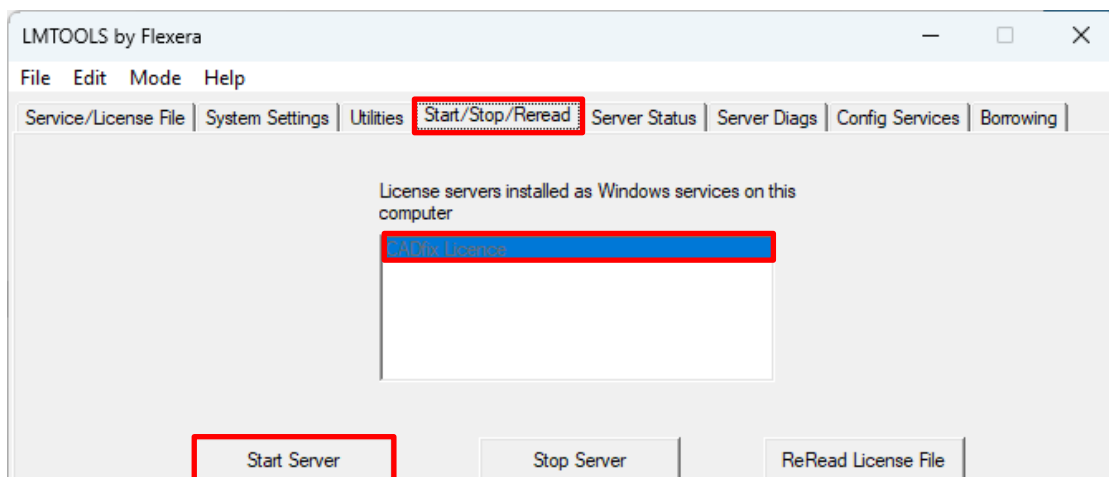 LMTOOLS by Flexera
File Edit Mode Help
Service/License File System Settings Utilities Start/Stop/Reread Server Status Server Diags Config Services Borrowing
License servers installed as Windows services on this
computer
CADfix Licence
Start Server Stop Server ReRead License File